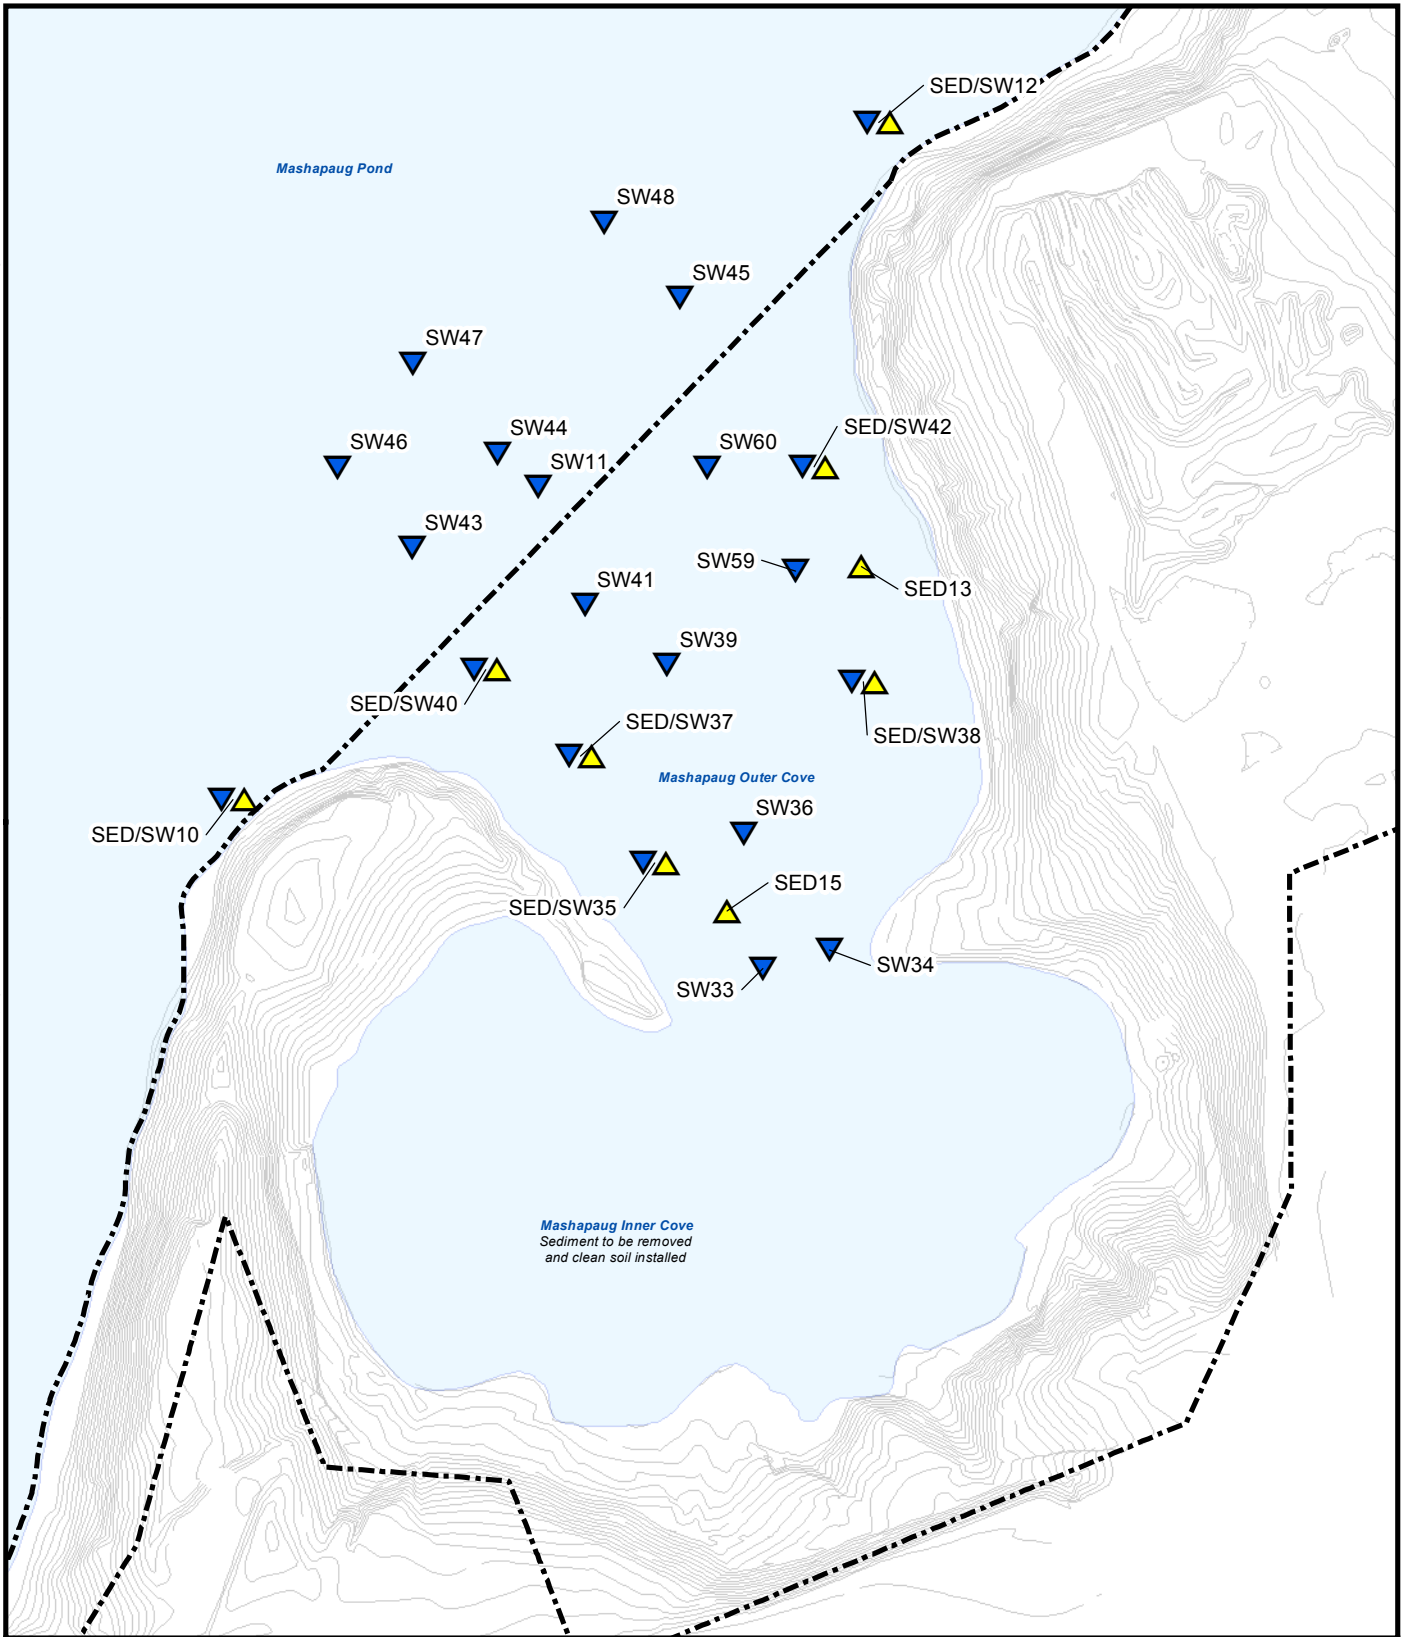 SED/SW12
Mashapaug Pond
SW48
SW45
SW47
SED/SW42
SW44
SW46
SW60
SW11
SW43
SW59
SW41
SED13
SW39
SED/SW40
SED/SW37
SED/SW38
Mashapaug Outer Cove
SW36
SED/SW10
SED15
SED/SW35
SW34
SW33
Mashapaug Inner Cove
Sediment to be removed
and clean soil installed